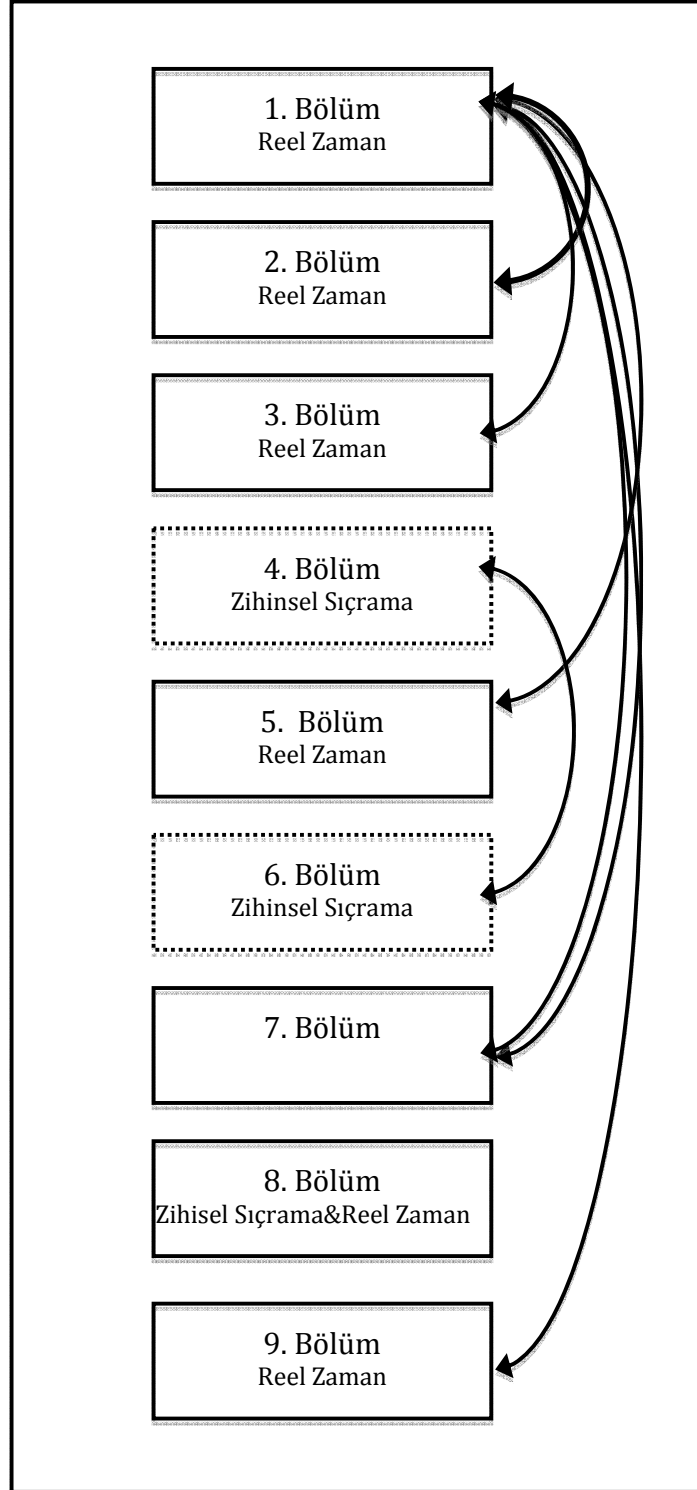 1. Bölüm
Reel Zaman
2. Bölüm
Reel Zaman
3. Bölüm
Reel Zaman
4. Bölüm
Zihinsel Sıçrama
5. Bölüm
Reel Zaman
6. Bölüm
Zihinsel Sıçrama
7. Bölüm
8. Bölüm
Zihisel Sıçrama&Reel Zaman
9. Bölüm
Reel Zaman